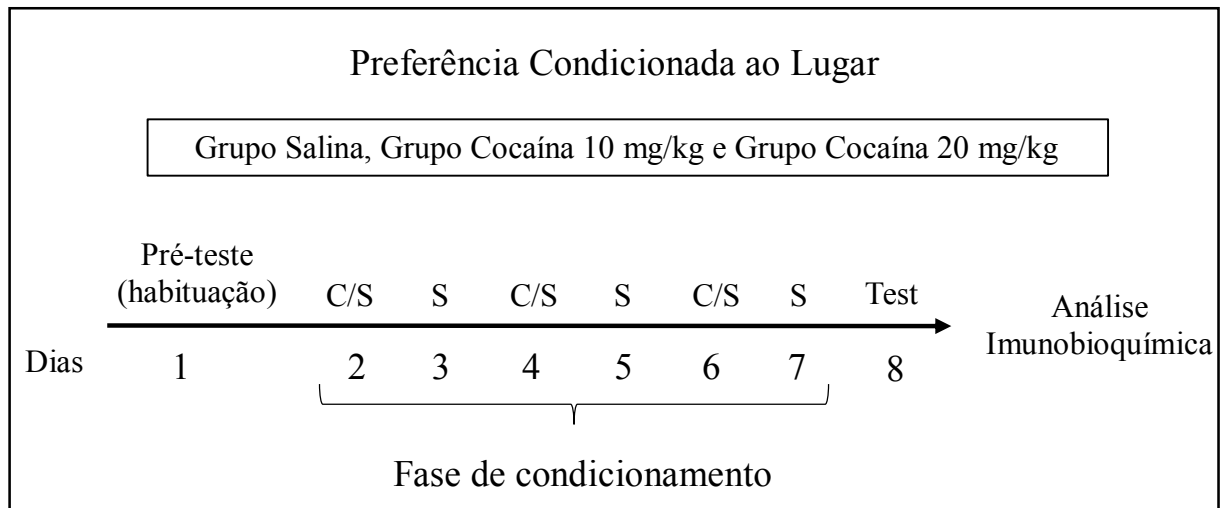 Preferência Condicionada ao Lugar
Grupo Salina, Grupo Cocaína 10 mg/kg e Grupo Cocaína 20 mg/kg
Pré-teste
(habituação)
C/S S C/S S C/S S Test
Análise
Imunobioquímica
Dias 1 2 3 4 5 6 7 8
Fase de condicionamento